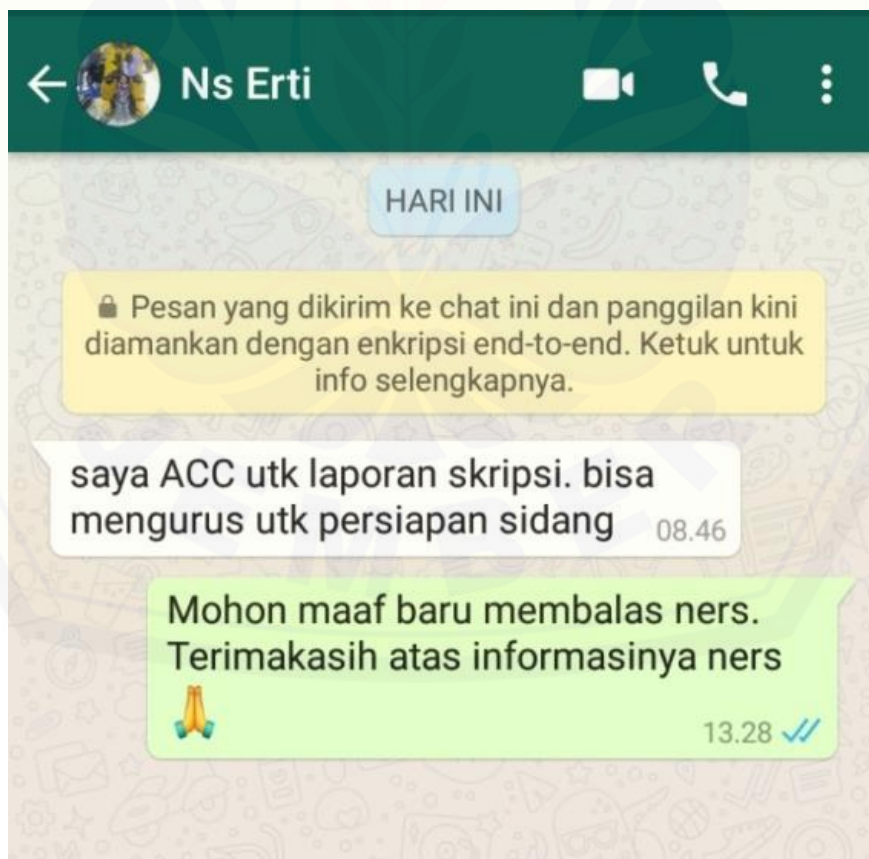 Ns Erti
HARI INI
Pesan yang dikirim ke chat ini dan panggilan kini
diamankan dengan enkripsi end-to-end. Ketuk untuk
info selengkapnya.
saya ACC utk laporan skripsi. bisa
mengurus utk persiapan sidang 08.46
Mohon maaf baru membalas ners.
Terimakasih atas informasinya ners
🙏
13.28